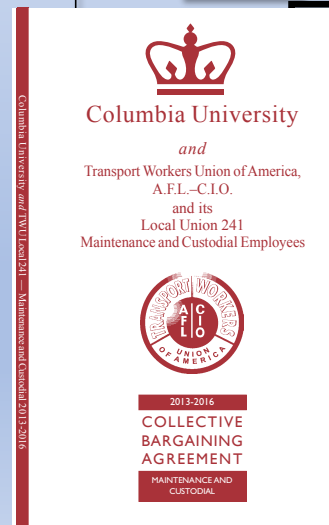 Columbia University and TWU Local 241 — Maintenance and Custodial 2013-2016
Columbia University
and
Transport Workers Union of America,
A.F.L.–C.I.O.
and its
Local Union 241
Maintenance and Custodial Employees
TRANSPORT WORKERS
A C
F I
L O
UNION
OF AMERICA
2013-2016
COLLECTIVE
BARGAINING
AGREEMENT
MAINTENANCE AND
CUSTODIAL